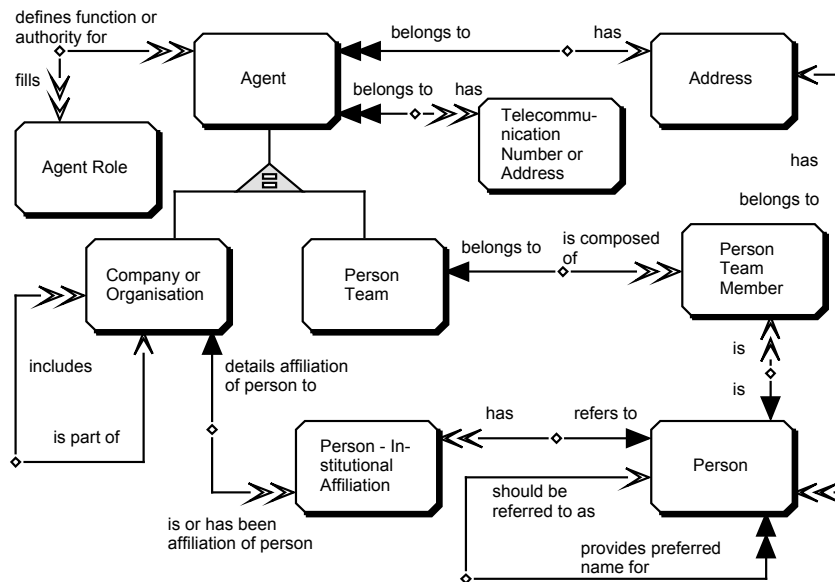 defines function or
authority for
fills
Agent
belongs to
has
Address
belongs to
has
Telecommu-
nication
Number or
Address
Agent Role
has
belongs to
Company or
Organisation
Person
Team
belongs to
is composed
of
Person
Team
Member
includes
is part of
details affiliation
of person to
is
is
Person - In-
stitutional
Affiliation
has
refers to
Person
should be
referred to as
is or has been
affiliation of person
provides preferred
name for